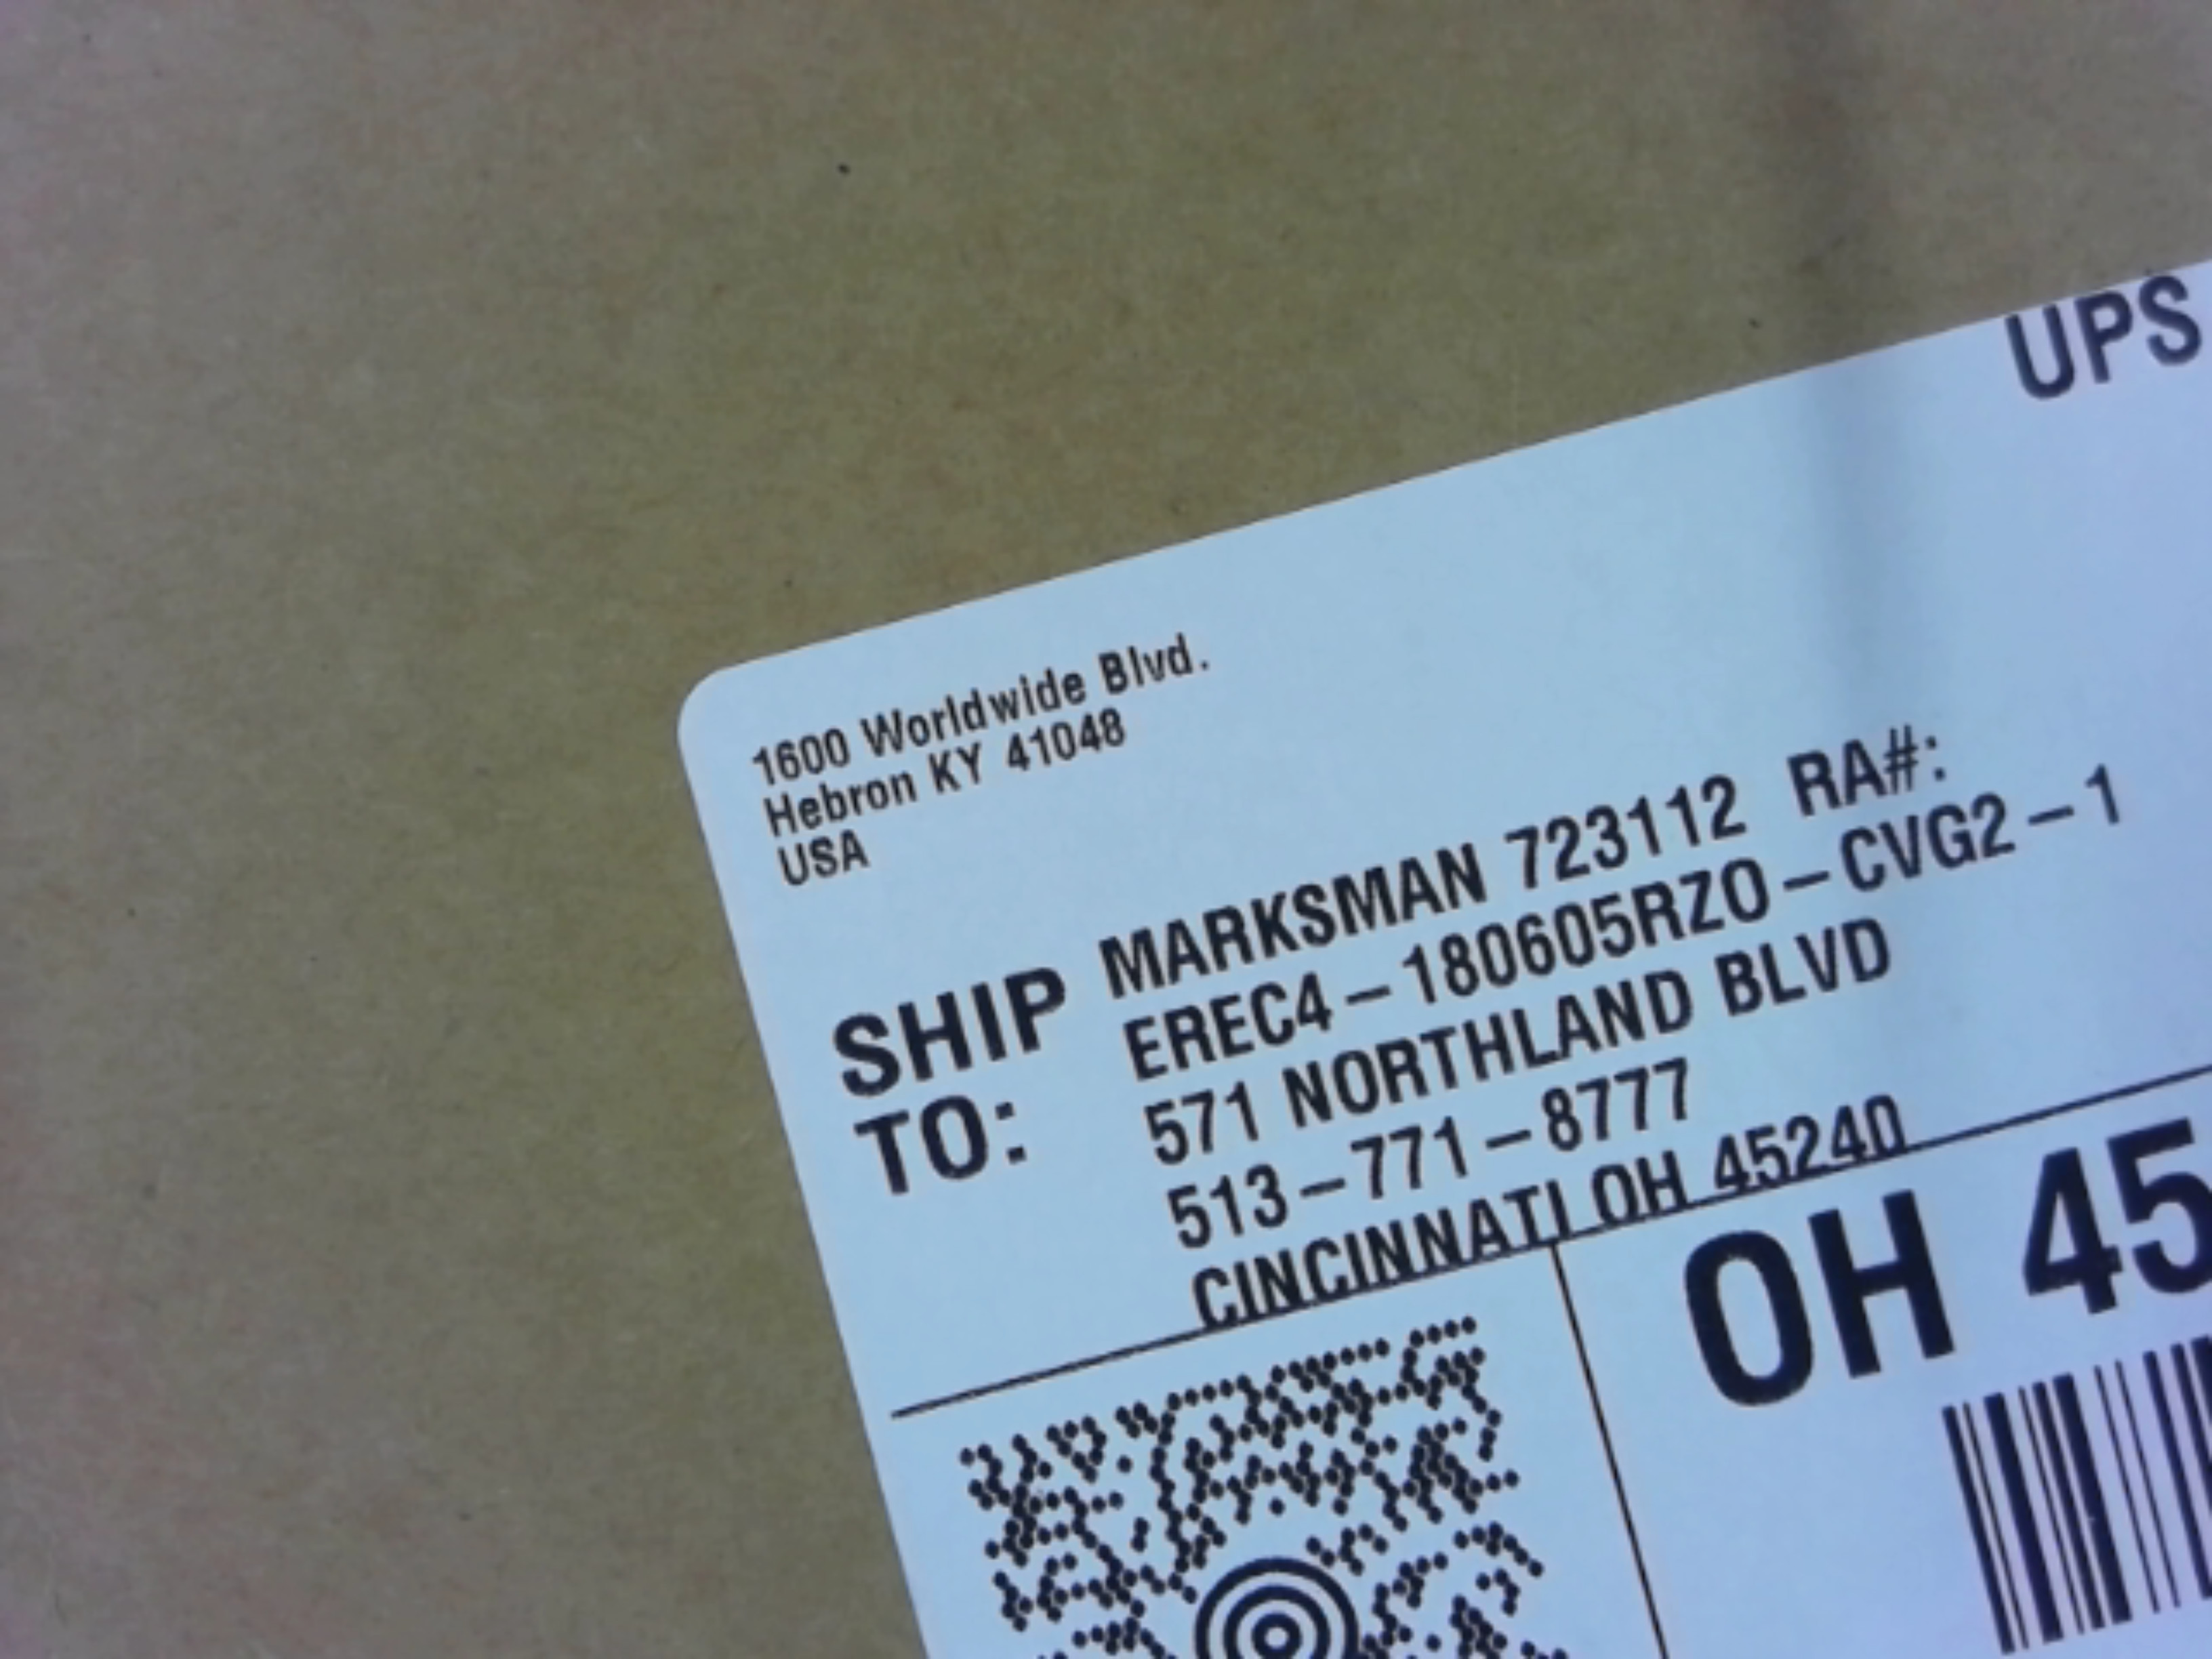 UPS
1600 Worldwide Blvd.
Hebron KY 41048
USA
SHIP
TO:
MARKSMAN 723112 RA#:
EREC4-180605RZO-CVG2-1
571 NORTHLAND BLVD
513-771-8777
CINCINNATI OH 45240
OH 45